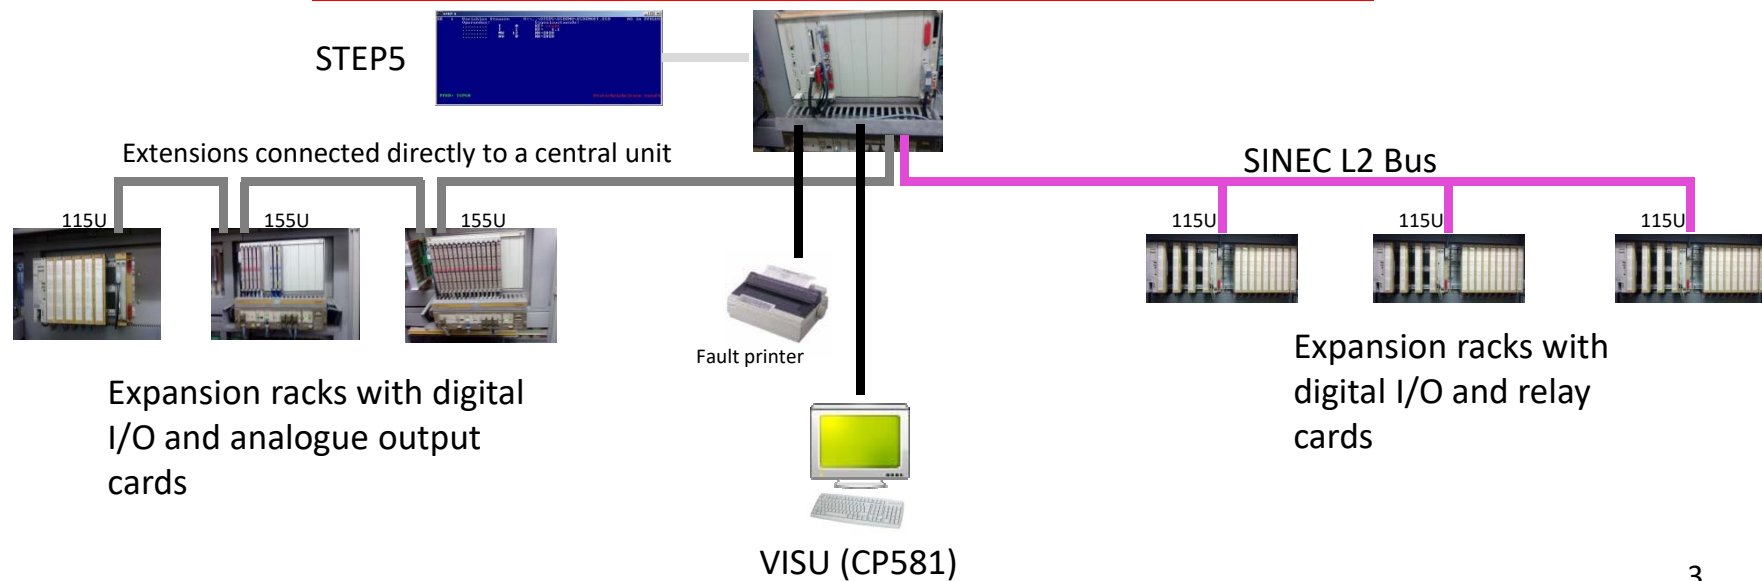 STEP5
Extensions connected directly to a central unit
SINEC L2 Bus
115U
155U
155U
115U
115U
115U
Fault printer
Expansion racks with digital
I/O and analogue output
cards
Expansion racks with
digital I/O and relay
cards
VISU (CP581)
3